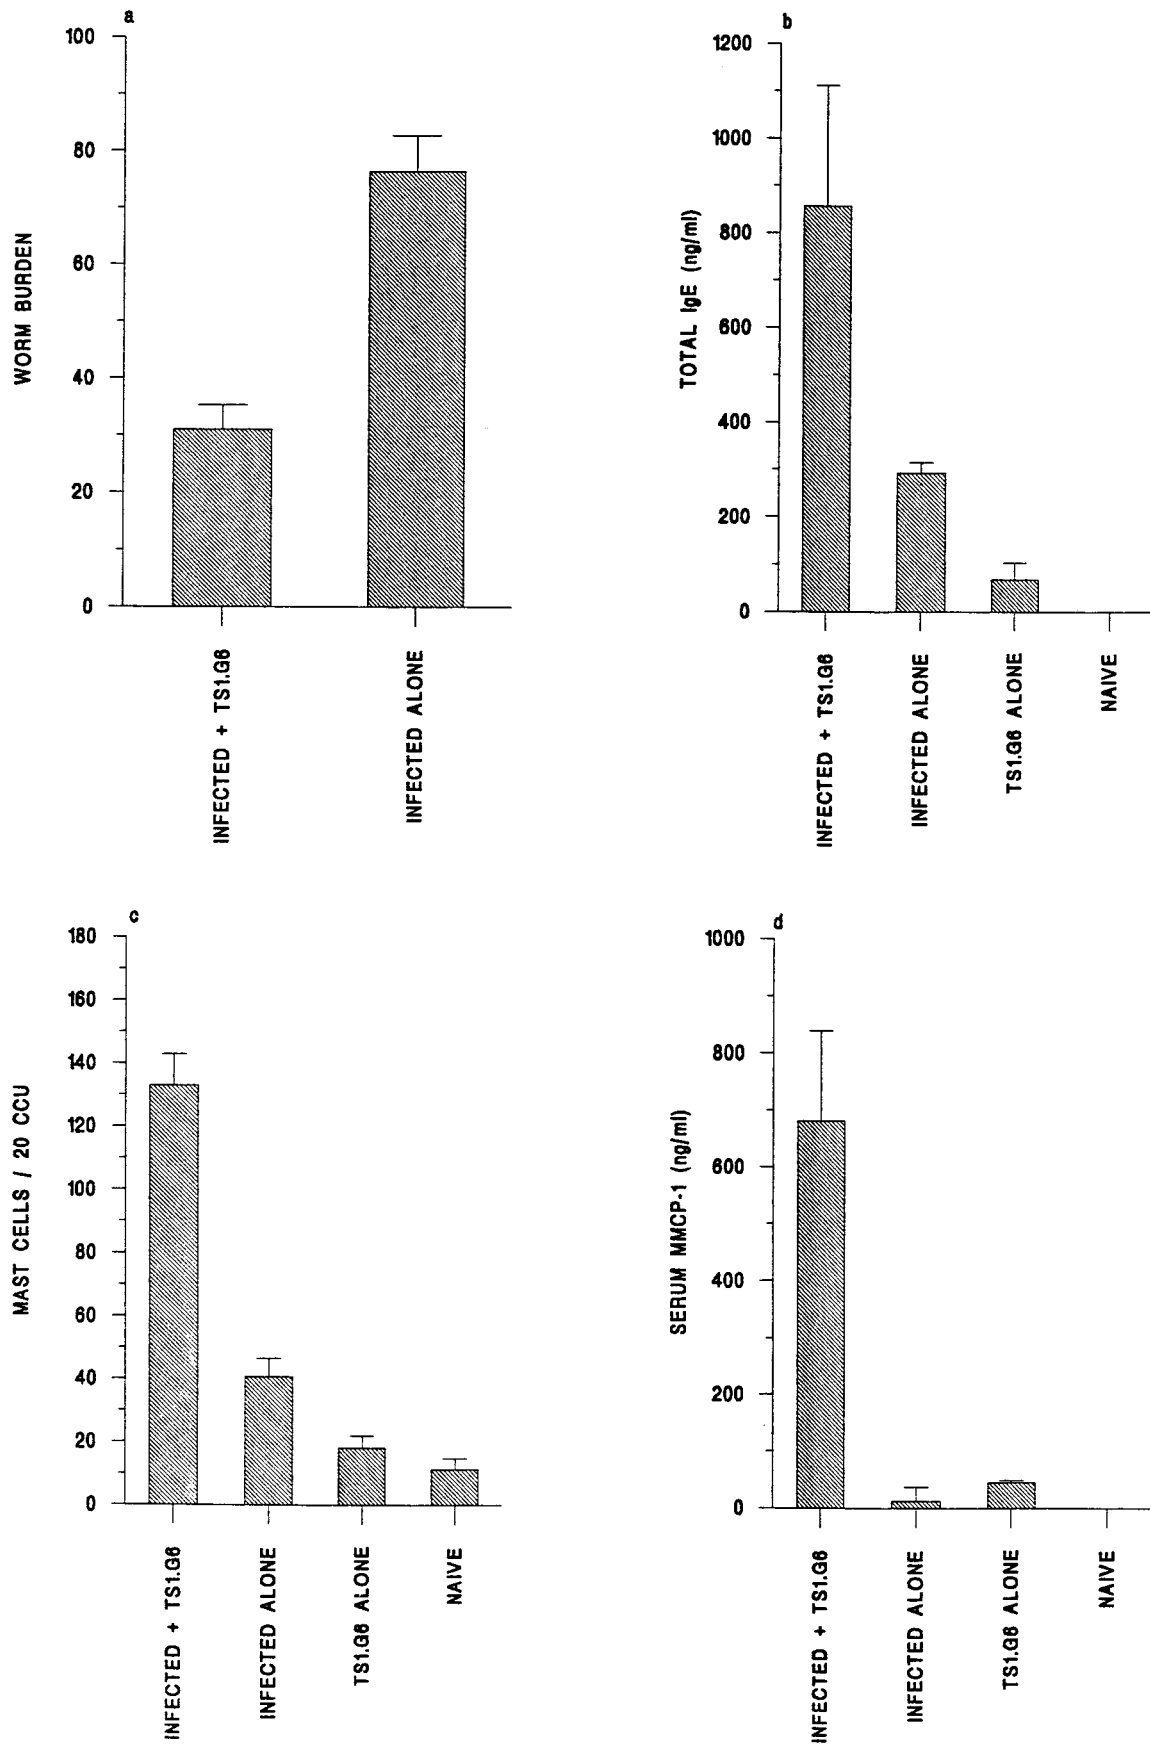 a
100
80
60
40
20
0
WORM BURDEN
INFECTED + TS1.G6
INFECTED ALONE
b
1200
1000
800
600
400
200
0
TOTAL IgE (ng/ml)
INFECTED + TS1.G6
INFECTED ALONE
TS1.G6 ALONE
NAIVE
c
180
160
140
120
100
80
60
40
20
0
MAST CELLS / 20 CCU
INFECTED + TS1.G6
INFECTED ALONE
TS1.G6 ALONE
NAIVE
d
1000
800
600
400
200
0
SERUM MMCP-1 (ng/ml)
INFECTED + TS1.G6
INFECTED ALONE
TS1.G6 ALONE
NAIVE